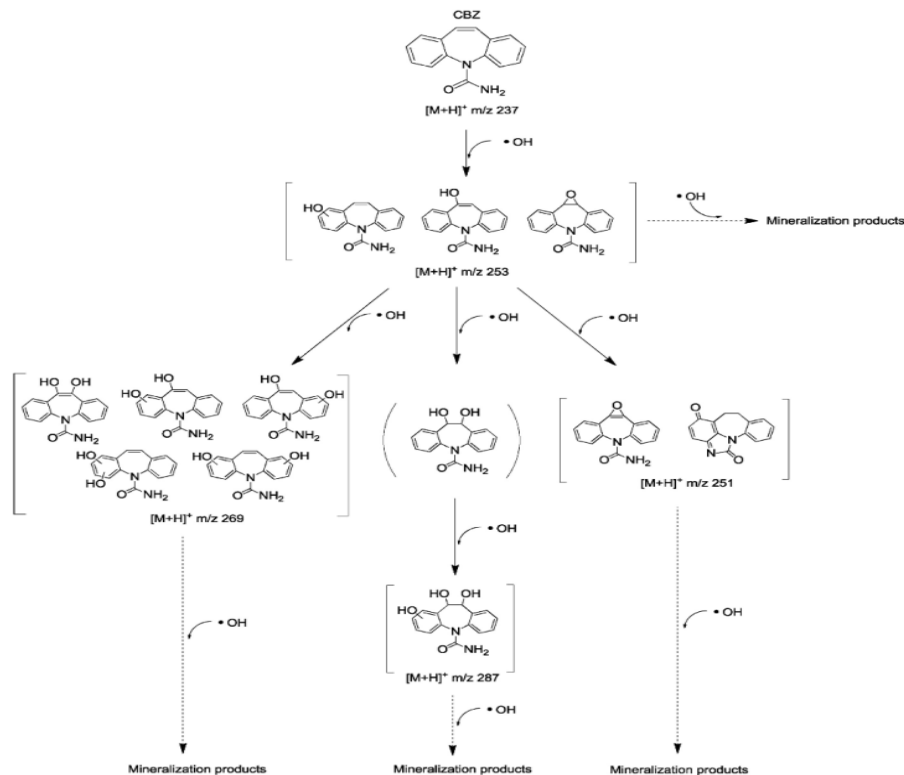 CBZ
N
O
NH₂
[M+H]⁺ m/z 237
• OH
HO
N
O
NH₂
HO
N
O
NH₂
O
N
O
NH₂
[M+H]⁺ m/z 253
• OH
Mineralization products
• OH
• OH
• OH
HO OH
N
O
NH₂
HO
HO
N
O
NH₂
HO
OH
N
O
NH₂
HO
HO
N
O
NH₂
HO
OH
N
O
NH₂
[M+H]⁺ m/z 269
HO OH
N
O
NH₂
O
N
O
NH₂
O
N
N
O
[M+H]⁺ m/z 251
• OH
HO OH
HO
N
O
NH₂
[M+H]⁺ m/z 287
• OH
• OH
• OH
Mineralization products
Mineralization products
Mineralization products